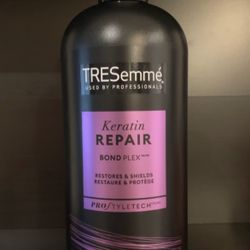 TRESemmé
USED BY PROFESSIONALS
Keratin
REPAIR
BOND PLEX
RESTORES & SHIELDS
RESTAURE & PROTÈGE
PRO STYLETECH